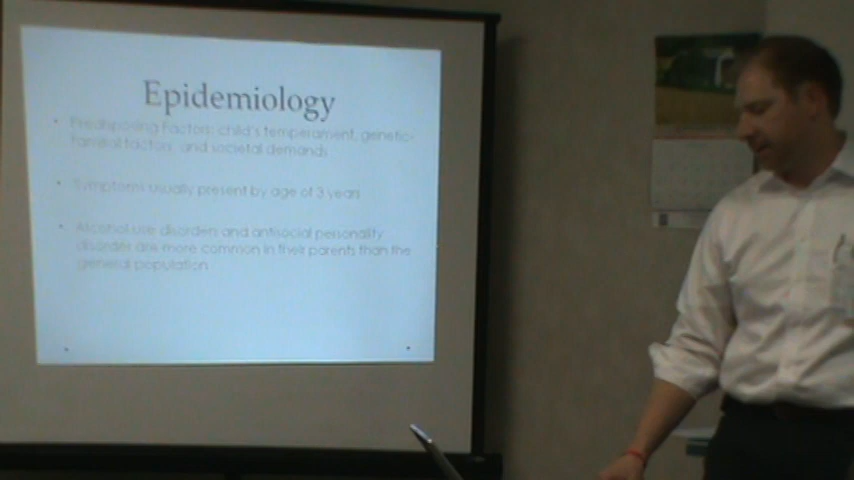 Epidemiology
• Predisposing Factors: child's temperament, genetic-
familial factors, and societal demands
• Symptoms usually present by age of 3 years
• Alcohol use disorders and antisocial personality
disorder are more common in their parents than the
general population